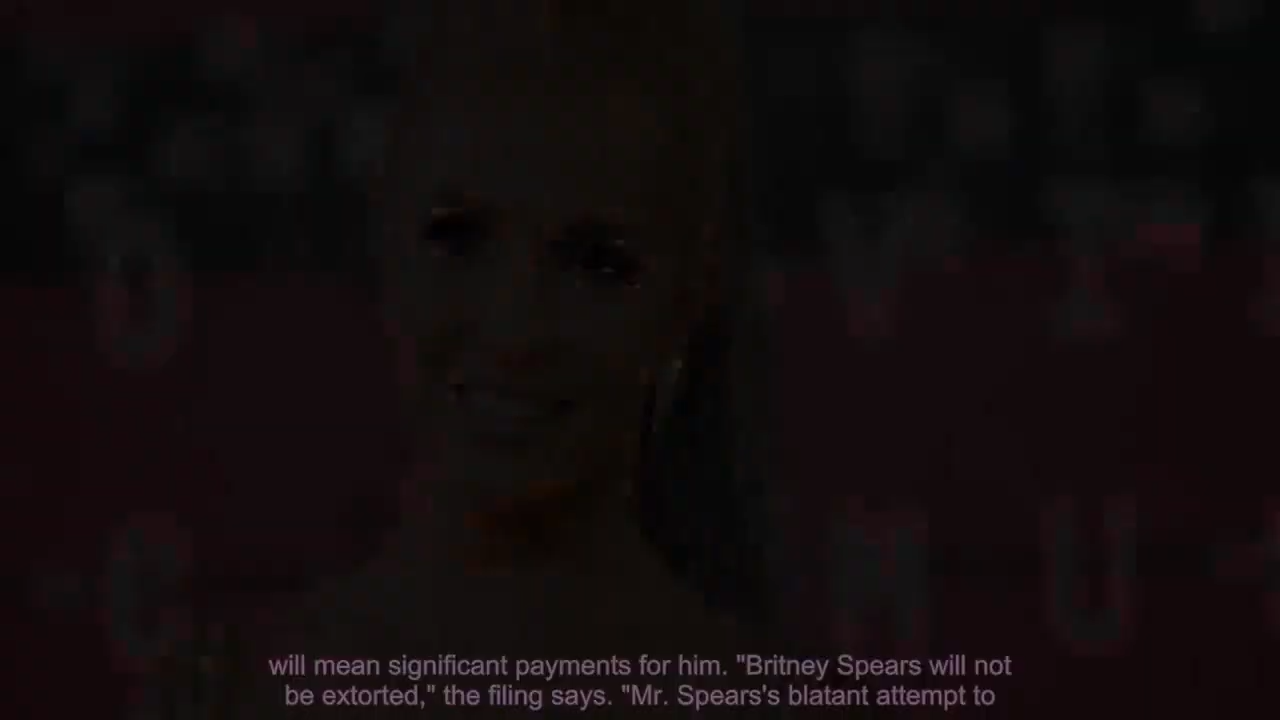 will mean significant payments for him. "Britney Spears will not
be extorted," the filing says. "Mr. Spears's blatant attempt to